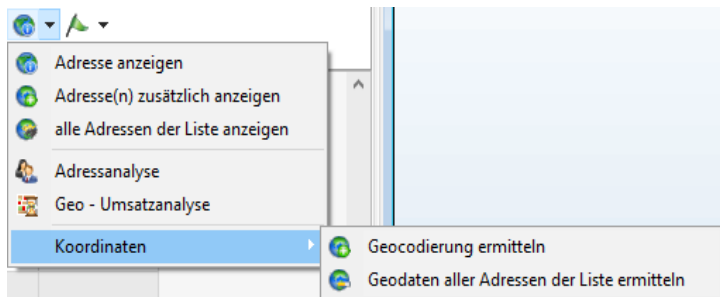 Adresse anzeigen
Adresse(n) zusätzlich anzeigen
alle Adressen der Liste anzeigen
Adressanalyse
Geo - Umsatzanalyse
Koordinaten
Geocodierung ermitteln
Geodaten aller Adressen der Liste ermitteln